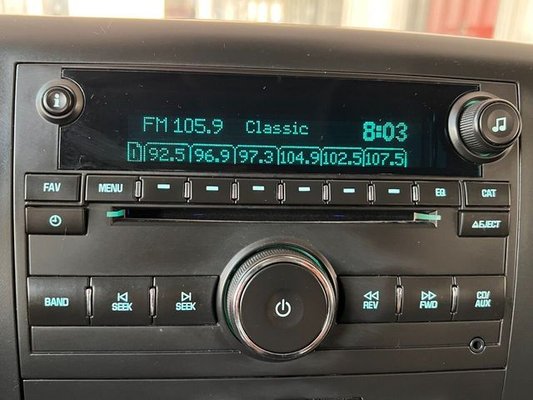 i
FM 105.9 Classic 8:03
1 92.5 96.9 97.3 104.9 102.5 107.5
FAV MENU EQ CAT
EJECT
BAND SEEK SEEK REV FWD CD/AUX